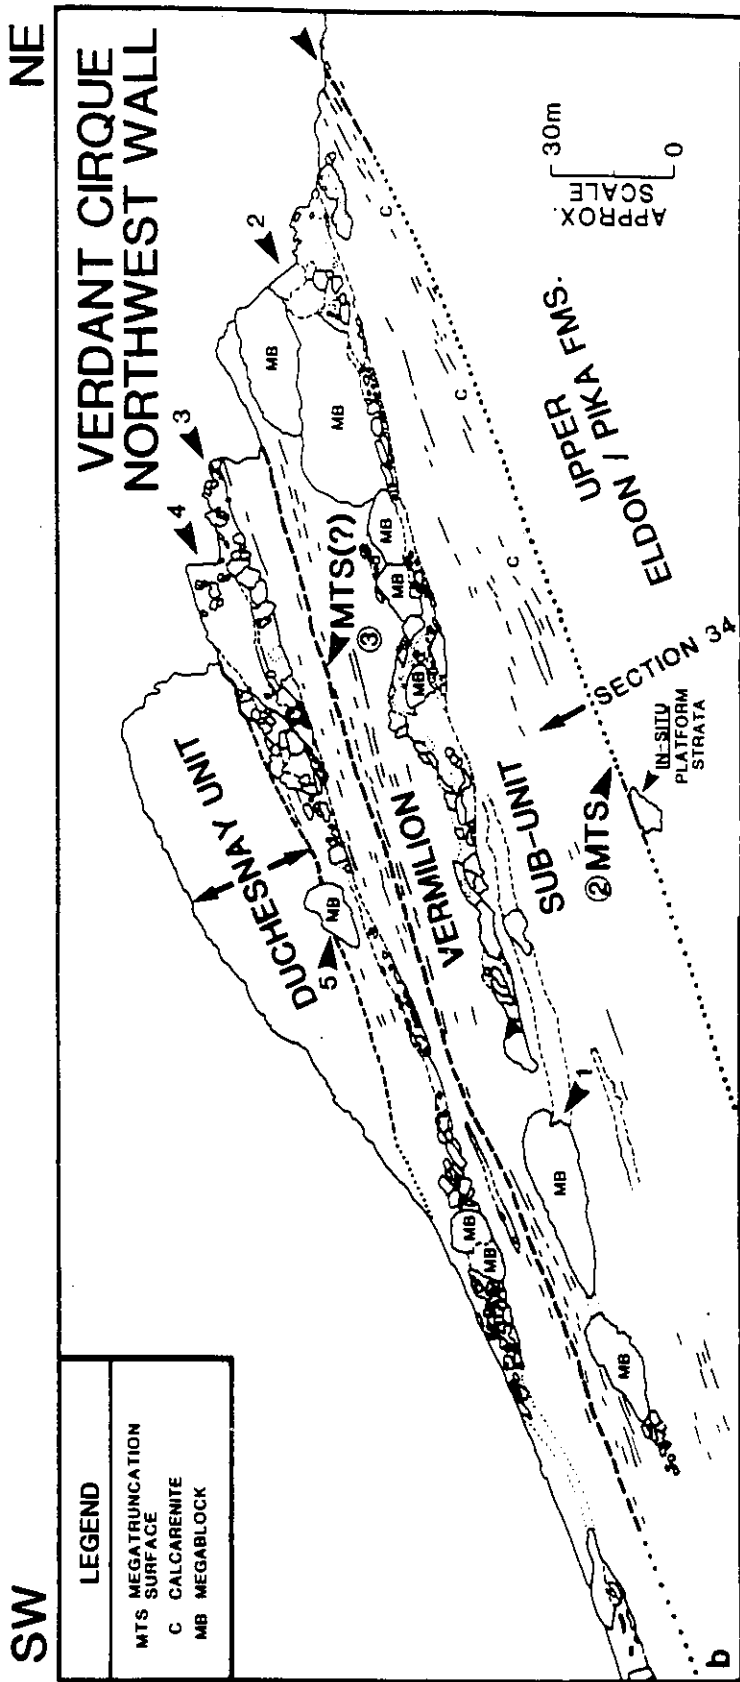 SW
NE
VERDANT CIRQUE
NORTHWEST WALL
LEGEND
MTS MEGATRUNCATION
SURFACE
C CALCARENITE
MB MEGABLOCK
2
3
4
MB
MB
DUCHESNAY UNIT
MTS(?)
③
MB
MB
MB
MB
5
VERMILION
SUB-UNIT
C
C
C
APPROX.
SCALE
30m
0
UPPER
ELDON / PIKA FMS.
SECTION 34
② MTS
IN-SITU
PLATFORM
STRATA
1
MB
MB
MB
MB
b